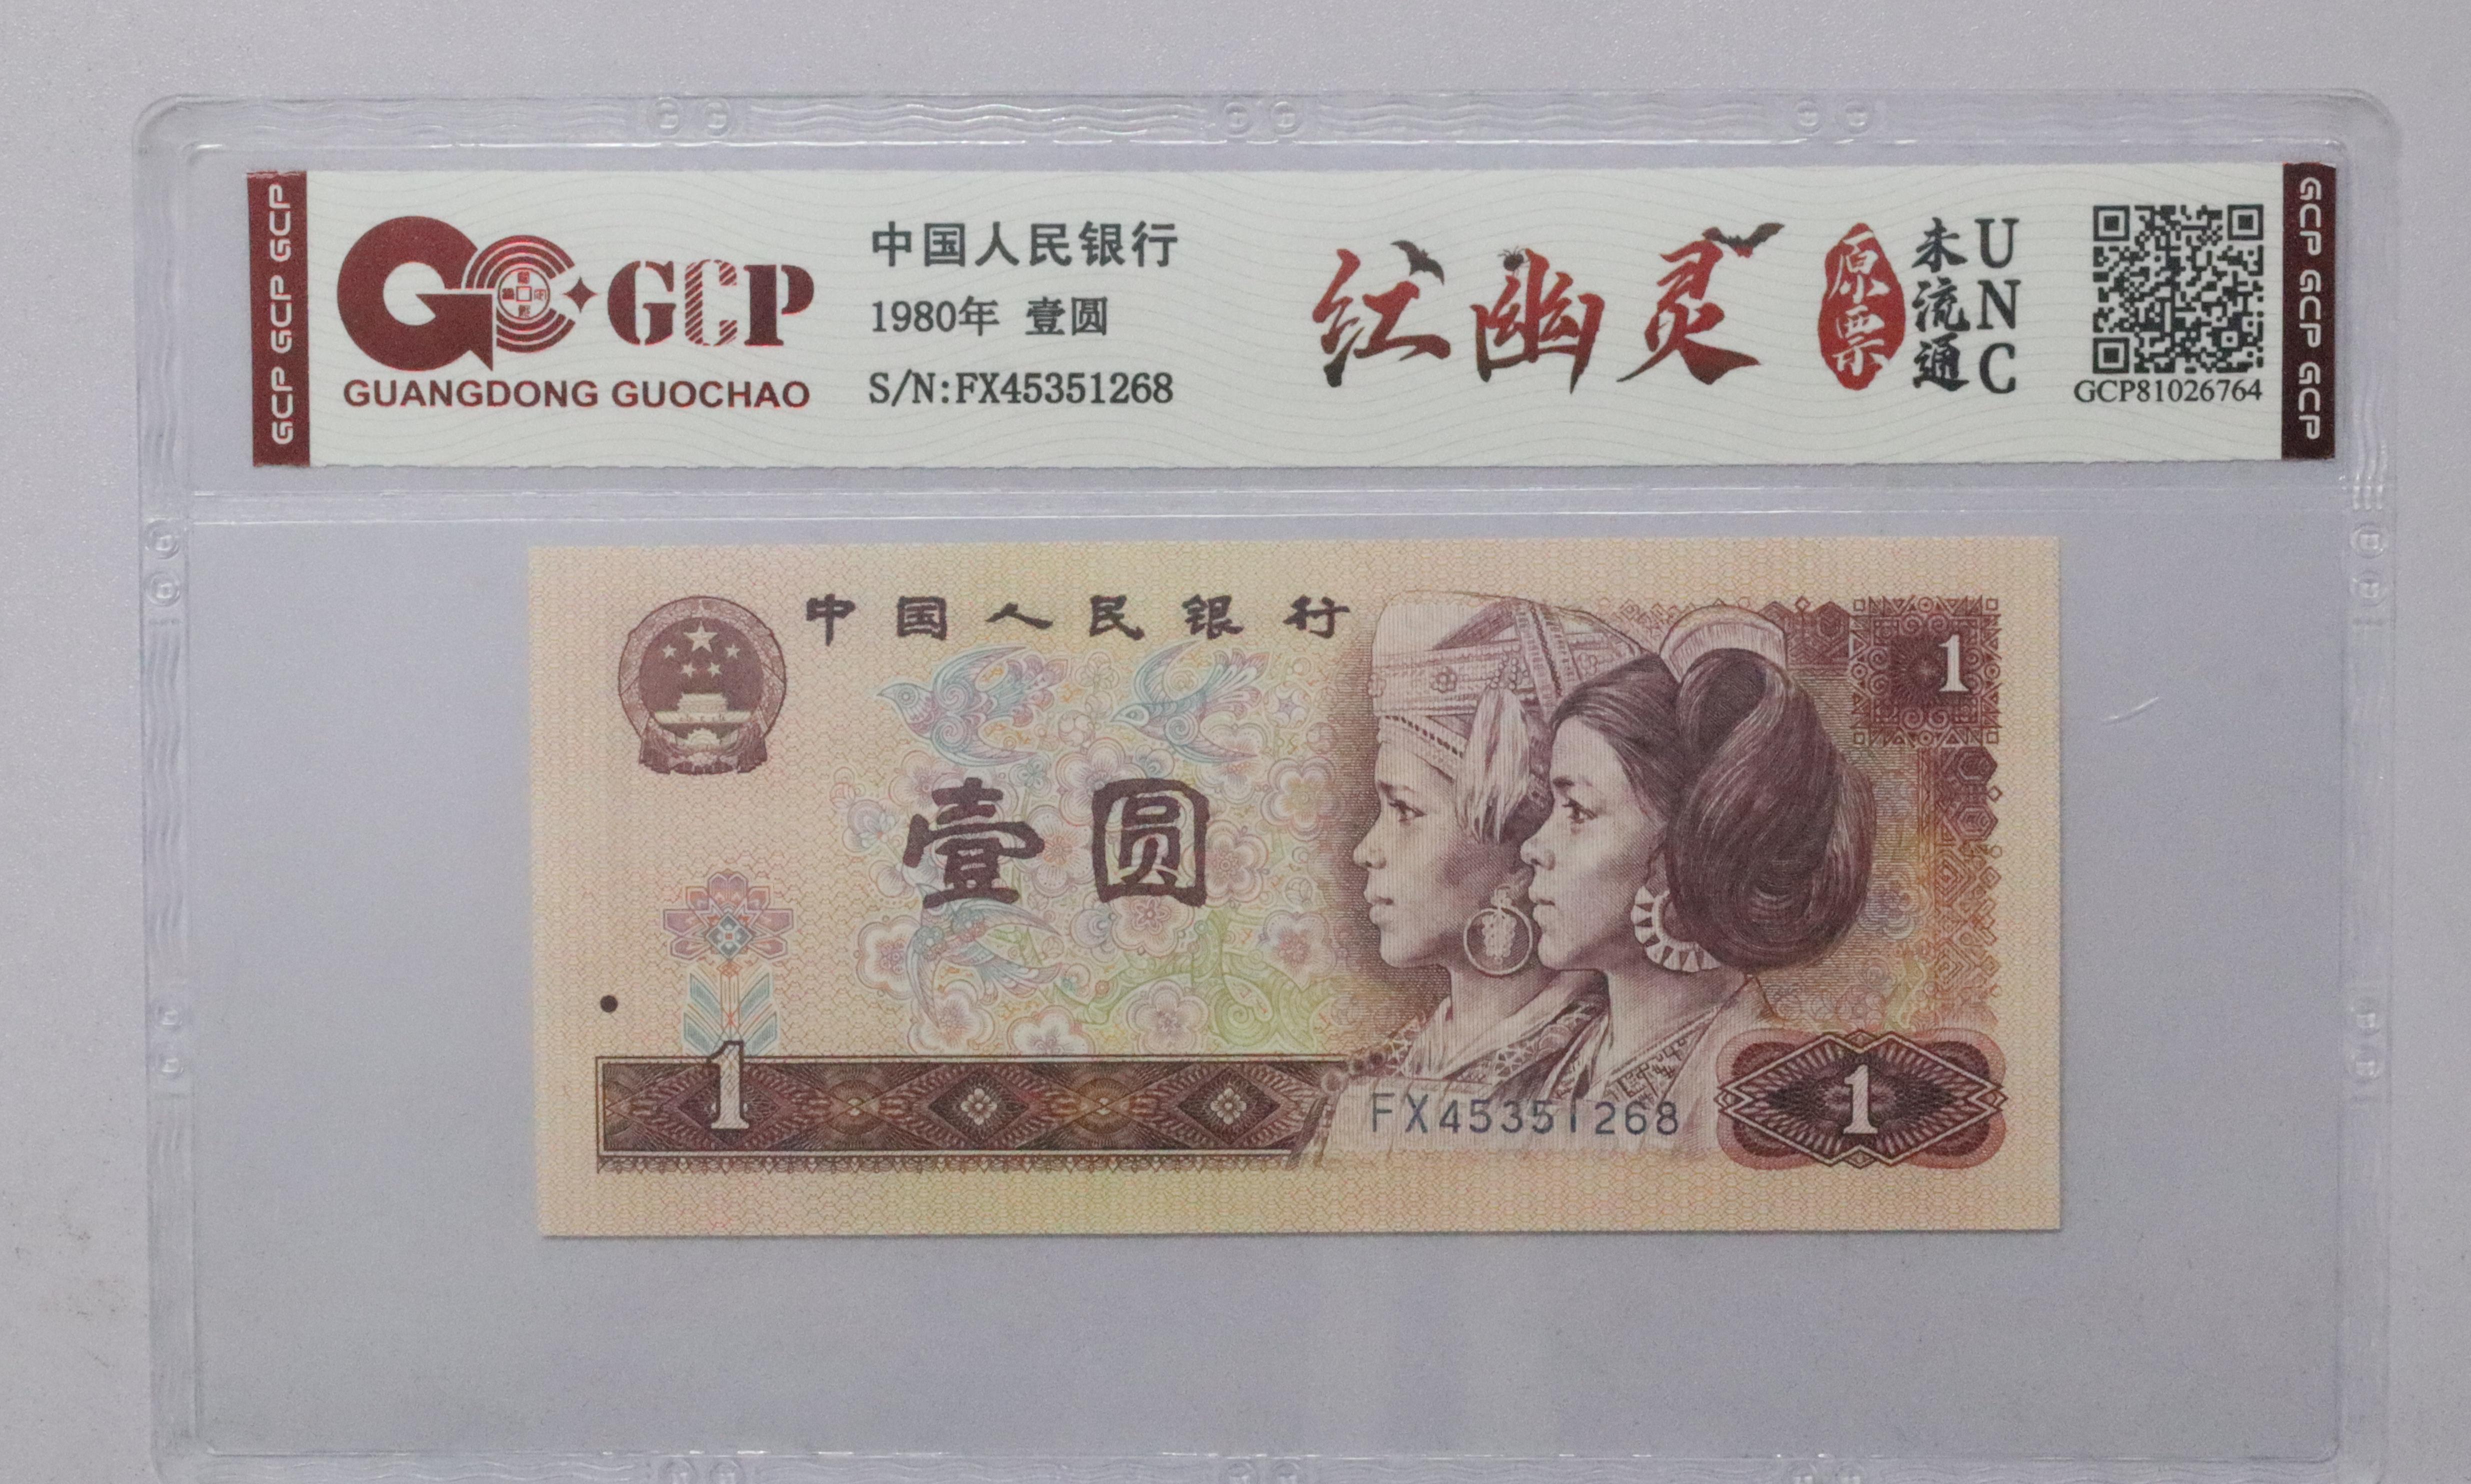 GCP GCP GCP
GCP
GUANGDONG GUOCHAO
中国人民银行
1980年 壹圆
S/N:FX45351268
红幽灵
原票
未流通
UNC
GCP81026764
GCP GCP GCP
中国人民银行
1
壹圆
1
FX45351268
1